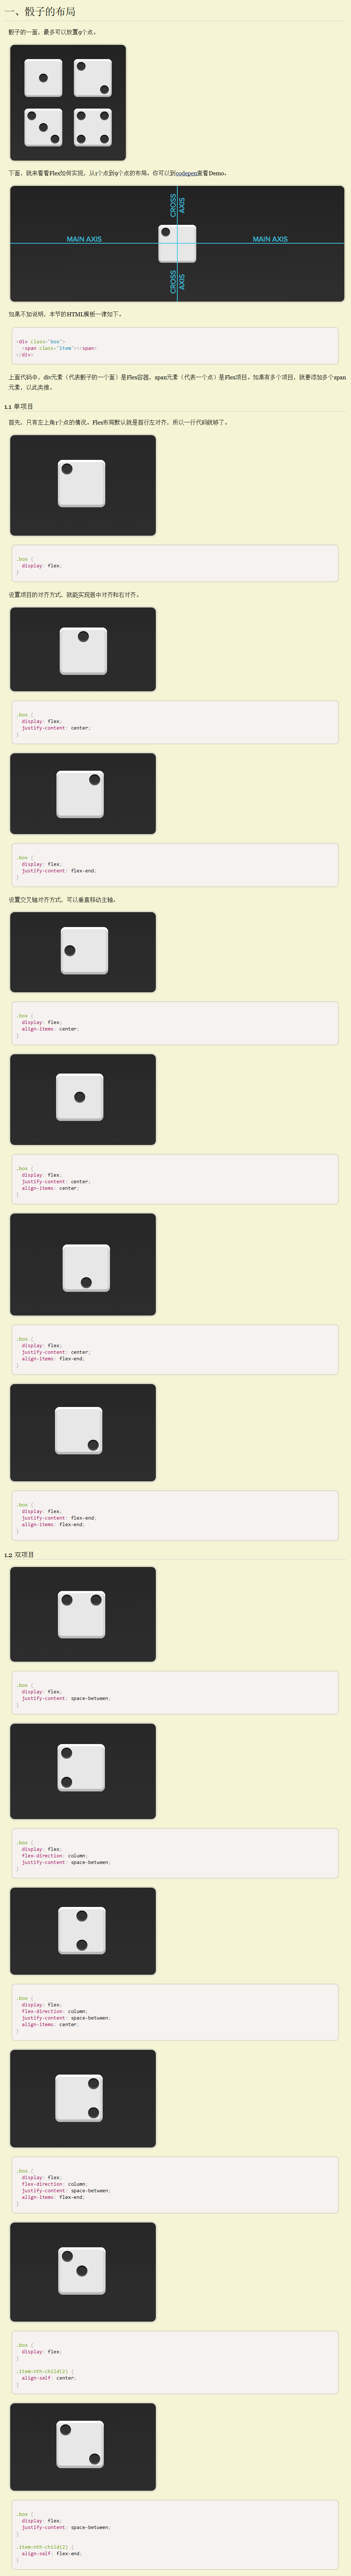 一、骰子的布局
骰子的一面，最多可以放置9个点。
下面，就来看看Flex如何实现，从1个点到9个点的布局。你可以到codepen查看Demo。
CROSS AXIS
MAIN AXIS MAIN AXIS
CROSS AXIS
如果不加说明，本节的HTML模板一律如下。
<div class="box">
  <span class="item"></span>
</div>
上面代码中，div元素（代表骰子的一个面）是Flex容器，span元素（代表一个点）是Flex项目。如果有多个项目，就要添加多个span
元素，以此类推。
1.1 单项目
首先，只有左上角1个点的情况。Flex布局默认就是首行左对齐，所以一行代码就够了。
.box {
  display: flex;
}
设置项目的对齐方式，就能实现居中对齐和右对齐。
.box {
  display: flex;
  justify-content: center;
}
.box {
  display: flex;
  justify-content: flex-end;
}
设置交叉轴对齐方式，可以垂直移动主轴。
.box {
  display: flex;
  align-items: center;
}
.box {
  display: flex;
  justify-content: center;
  align-items: center;
}
.box {
  display: flex;
  justify-content: center;
  align-items: flex-end;
}
.box {
  display: flex;
  justify-content: flex-end;
  align-items: flex-end;
}
1.2 双项目
.box {
  display: flex;
  justify-content: space-between;
}
.box {
  display: flex;
  flex-direction: column;
  justify-content: space-between;
}
.box {
  display: flex;
  flex-direction: column;
  justify-content: space-between;
  align-items: center;
}
.box {
  display: flex;
  flex-direction: column;
  justify-content: space-between;
  align-items: flex-end;
}
.box {
  display: flex;
}
.item:nth-child(2) {
  align-self: center;
}
.box {
  display: flex;
  justify-content: space-between;
}
.item:nth-child(2) {
  align-self: flex-end;
}